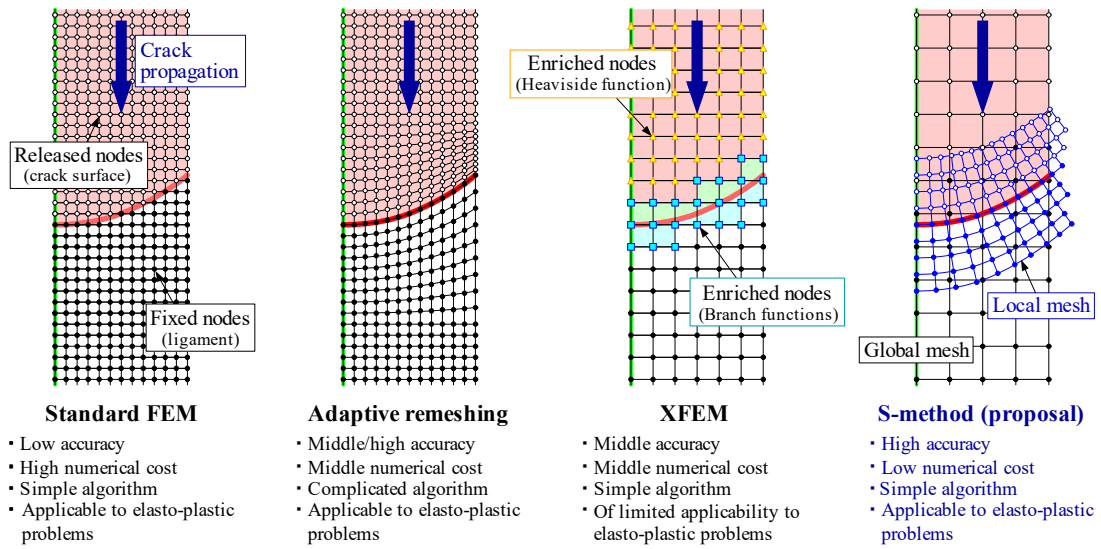 Crack
propagation
Released nodes
(crack surface)
Fixed nodes
(ligament)
Enriched nodes
(Heaviside function)
Enriched nodes
(Branch functions)
Local mesh
Global mesh
Standard FEM
・Low accuracy
・High numerical cost
・Simple algorithm
・Applicable to elasto-plastic
problems
Adaptive remeshing
・Middle/high accuracy
・Middle numerical cost
・Complicated algorithm
・Applicable to elasto-plastic
problems
XFEM
・Middle accuracy
・Middle numerical cost
・Simple algorithm
・Of limited applicability to
elasto-plastic problems
S-method (proposal)
・High accuracy
・Low numerical cost
・Simple algorithm
・Applicable to elasto-plastic
problems